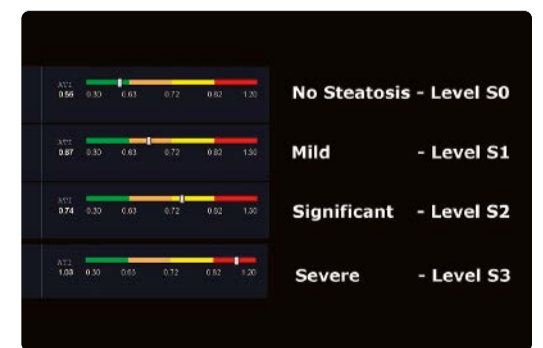 ATI
0.56 0.30 0.63 0.72 0.82 1.20
No Steatosis - Level S0
ATI
0.67 0.30 0.63 0.72 0.82 1.30
Mild - Level S1
ATI
0.74 0.30 0.63 0.72 0.82 1.30
Significant - Level S2
ATI
1.03 0.30 0.63 0.72 0.82 1.20
Severe - Level S3